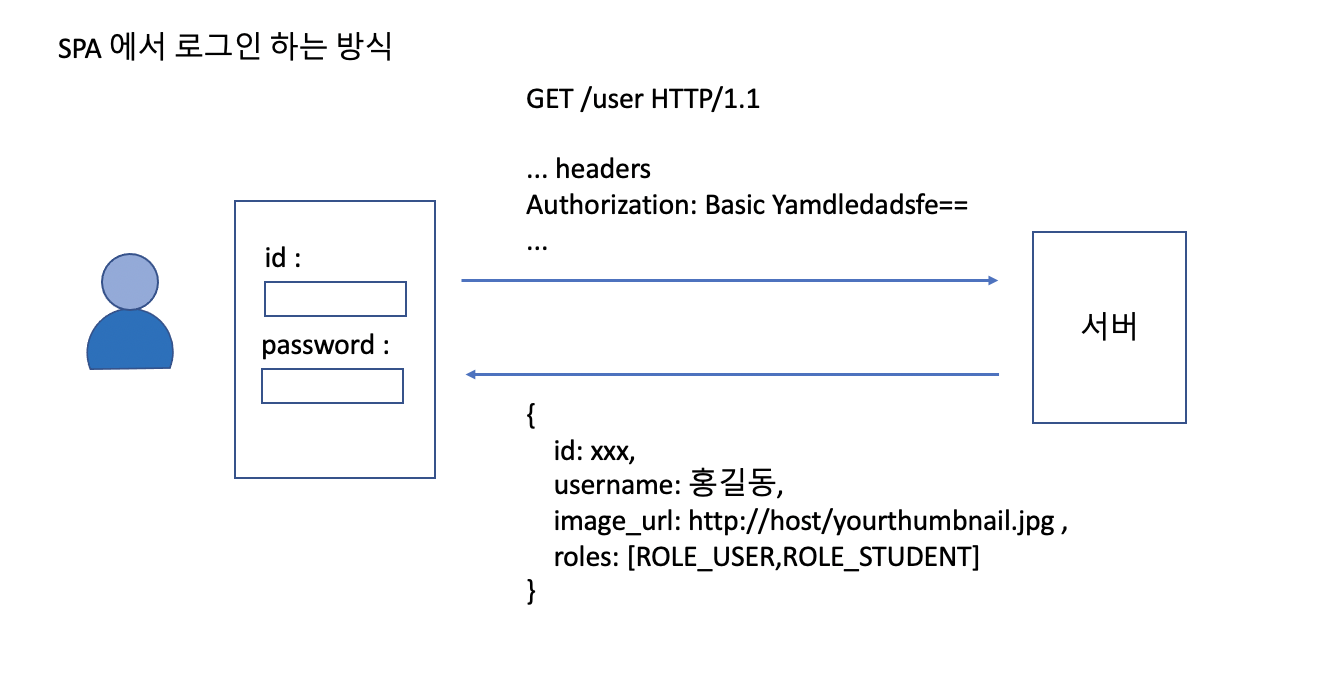 SPA 에서 로그인 하는 방식
GET /user HTTP/1.1
... headers
Authorization: Basic Yamdledadsfe==
...
id :
password :
서버
{
id: xxx,
username: 홍길동,
image_url: http://host/yourthumbnail.jpg ,
roles: [ROLE_USER,ROLE_STUDENT]
}